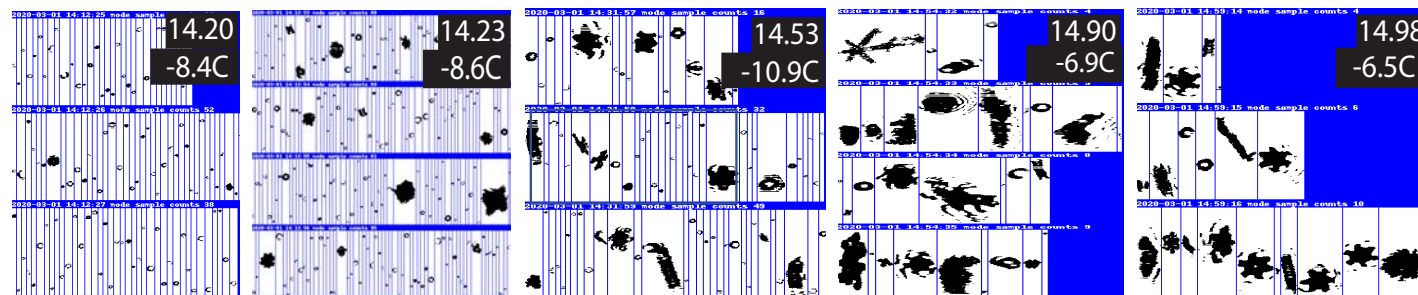 2020-03-01 14:12:25 mode sample counts
14.20
-8.4C
2020-03-01 14:12:26 mode sample counts 52
2020-03-01 14:12:27 mode sample counts 38
14.23
-8.6C
2020-03-01 14:31:57 mode sample counts 16
14.53
-10.9C
mode sample counts 32
mode sample counts 49
2020-03-01 14:54:32 mode sample counts 4
14.90
-6.9C
2020-03-01 14:54:33 mode sample counts
2020-03-01 14:54:34 mode sample counts 8
2020-03-01 14:54:35 mode sample counts 9
2020-03-01 14:59:14 mode sample counts 4
14.98
-6.5C
2020-03-01 14:59:15 mode sample counts 6
2020-03-01 14:59:16 mode sample counts 10